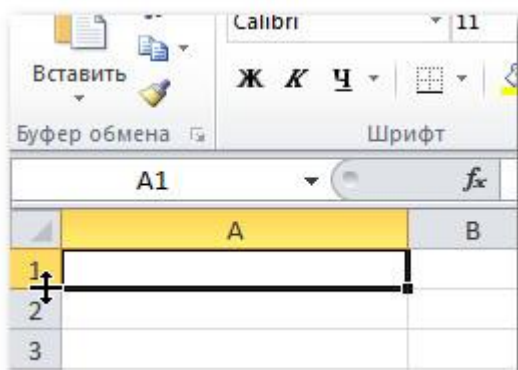 Calibri 11
Вставить Ж К Ч
Буфер обмена Шрифт
A1 fx
A B
1
2
3